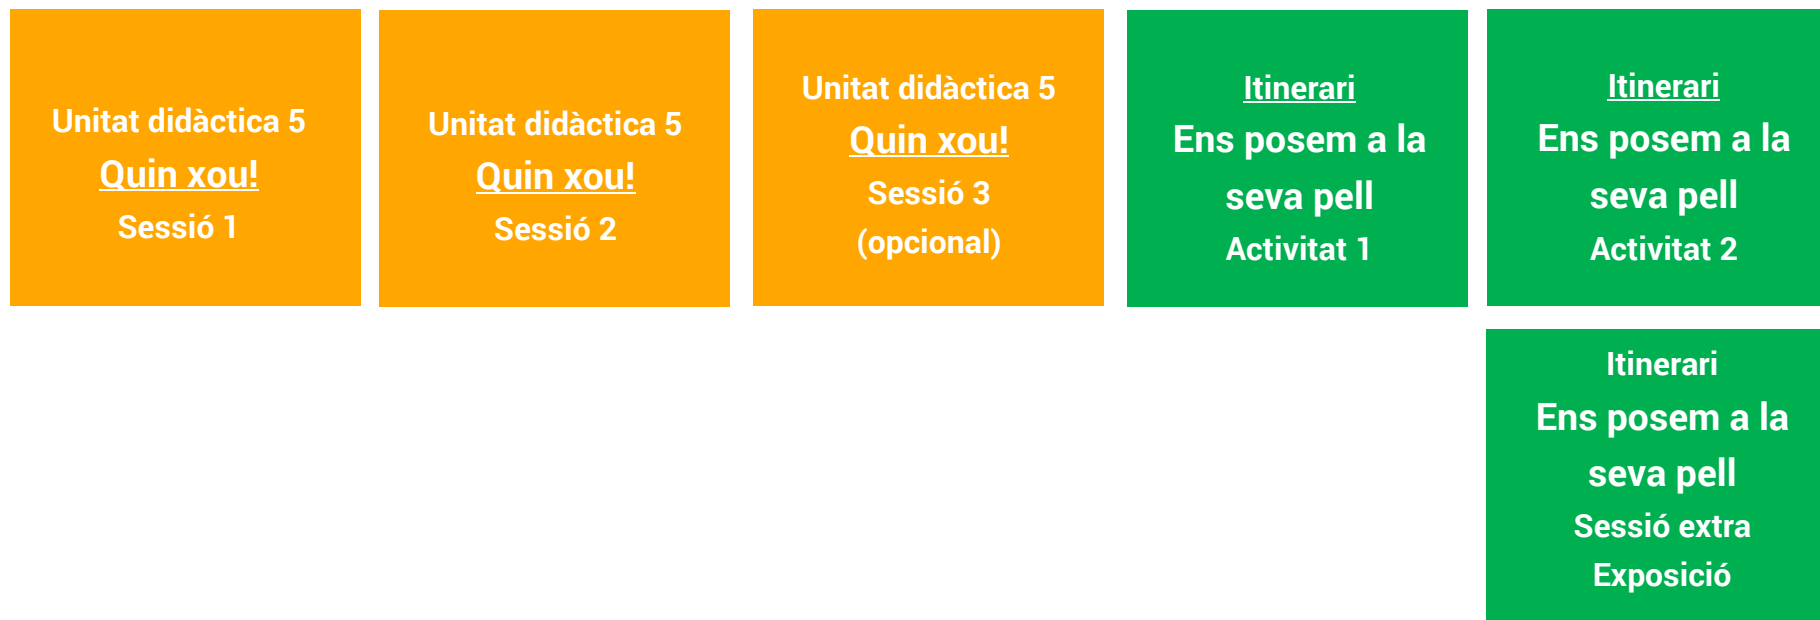 Unitat didàctica 5
Quin xou!
Sessió 1
Unitat didàctica 5
Quin xou!
Sessió 2
Unitat didàctica 5
Quin xou!
Sessió 3
(opcional)
Itinerari
Ens posem a la
seva pell
Activitat 1
Itinerari
Ens posem a la
seva pell
Activitat 2
Itinerari
Ens posem a la
seva pell
Sessió extra
Exposició